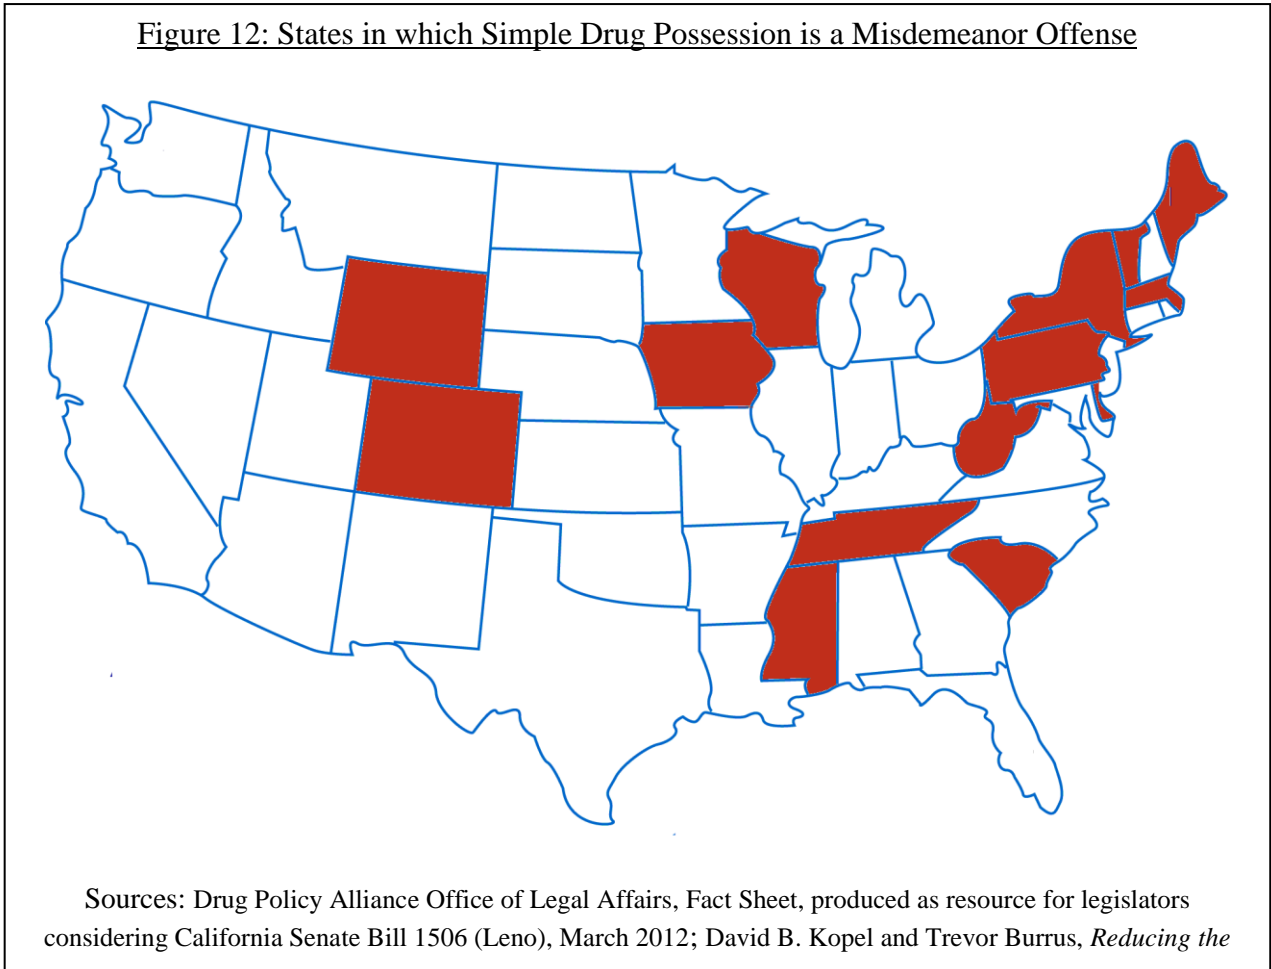 Figure 12: States in which Simple Drug Possession is a Misdemeanor Offense
Sources: Drug Policy Alliance Office of Legal Affairs, Fact Sheet, produced as resource for legislators
considering California Senate Bill 1506 (Leno), March 2012; David B. Kopel and Trevor Burrus, Reducing the